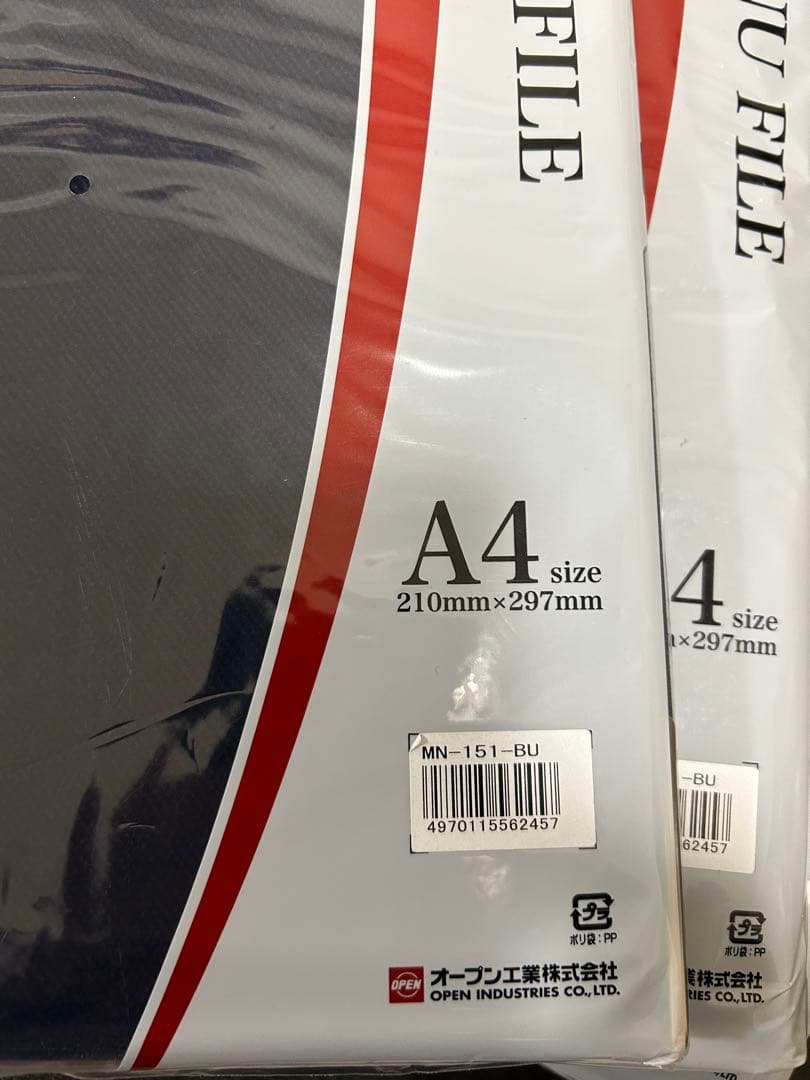 FILE
A4 size
210mm×297mm
MN-151-BU
4970115562457
プラ
ポリ袋：PP
OPEN
オープン工業株式会社
OPEN INDUSTRIES CO.,LTD.
U FILE
4 size
×297mm
-BU
62457
プラ
ポリ袋：PP
業株式会社
RIES CO.,LTD.